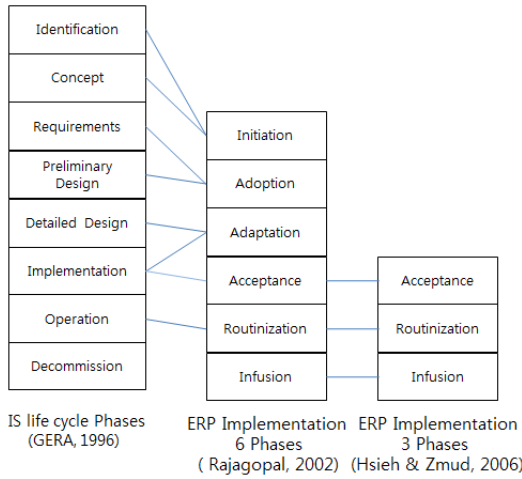 Identification
Concept
Requirements
Preliminary
Design
Detailed Design
Implementation
Operation
Decommission
IS life cycle Phases
(GERA, 1996)
Initiation
Adoption
Adaptation
Acceptance
Routinization
Infusion
ERP Implementation
6 Phases
( Rajagopal, 2002)
Acceptance
Routinization
Infusion
ERP Implementation
3 Phases
(Hsieh & Zmud, 2006)